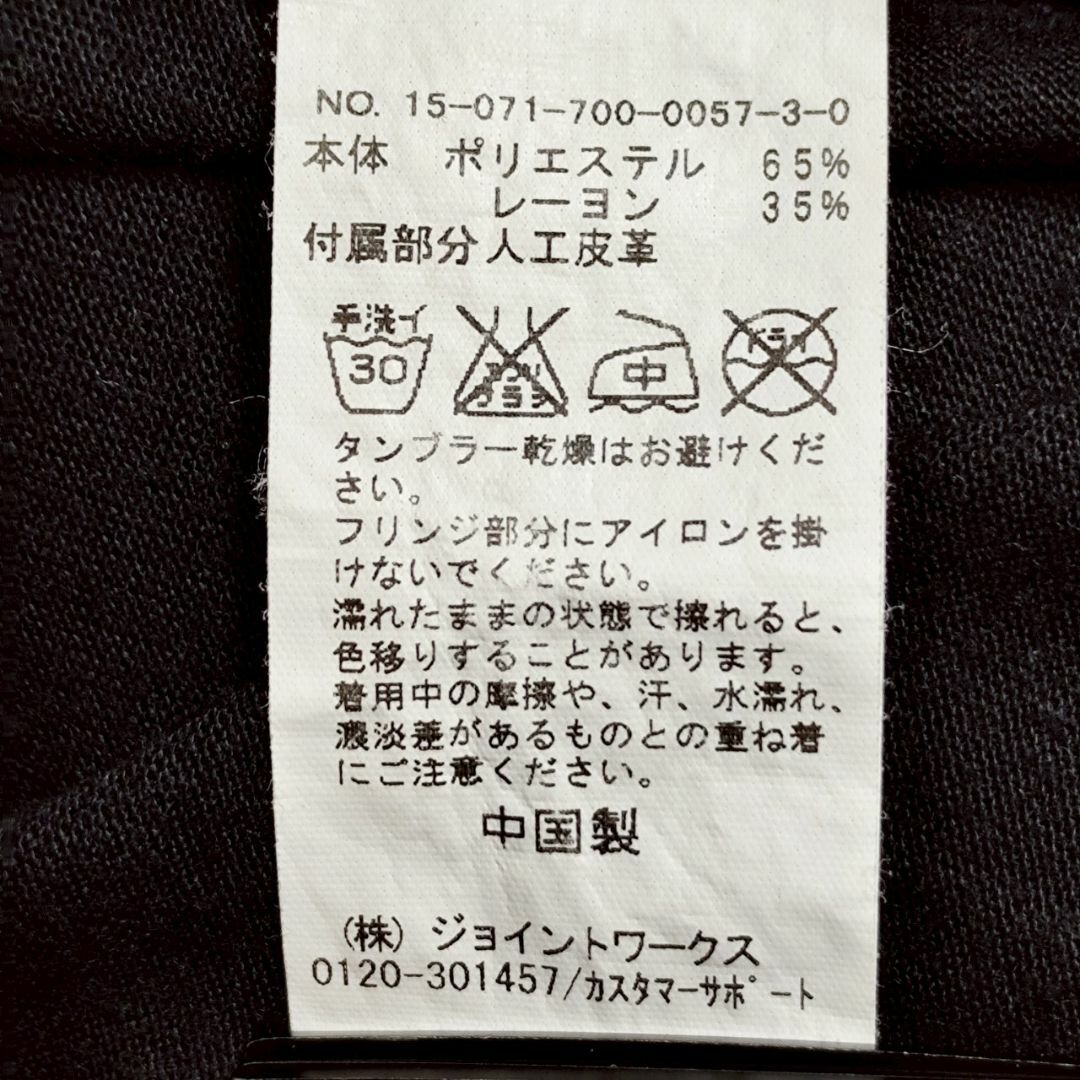 NO. 15-071-700-0057-3-0
本体 ポリエステル 65%
レーヨン 35%
付属部分 人工皮革
手洗イ
30
エンソ
サラシ
中
ドライ
タンブラー乾燥はお避けくだ
さい。
フリンジ部分にアイロンを掛
けないでください。
濡れたままの状態で擦れると、
色移りすることがあります。
着用中の摩擦や、汗、水濡れ、
濃淡差があるものとの重ね着
にご注意ください。
中国製
(株) ジョイントワークス
0120-301457/カスタマーサポート